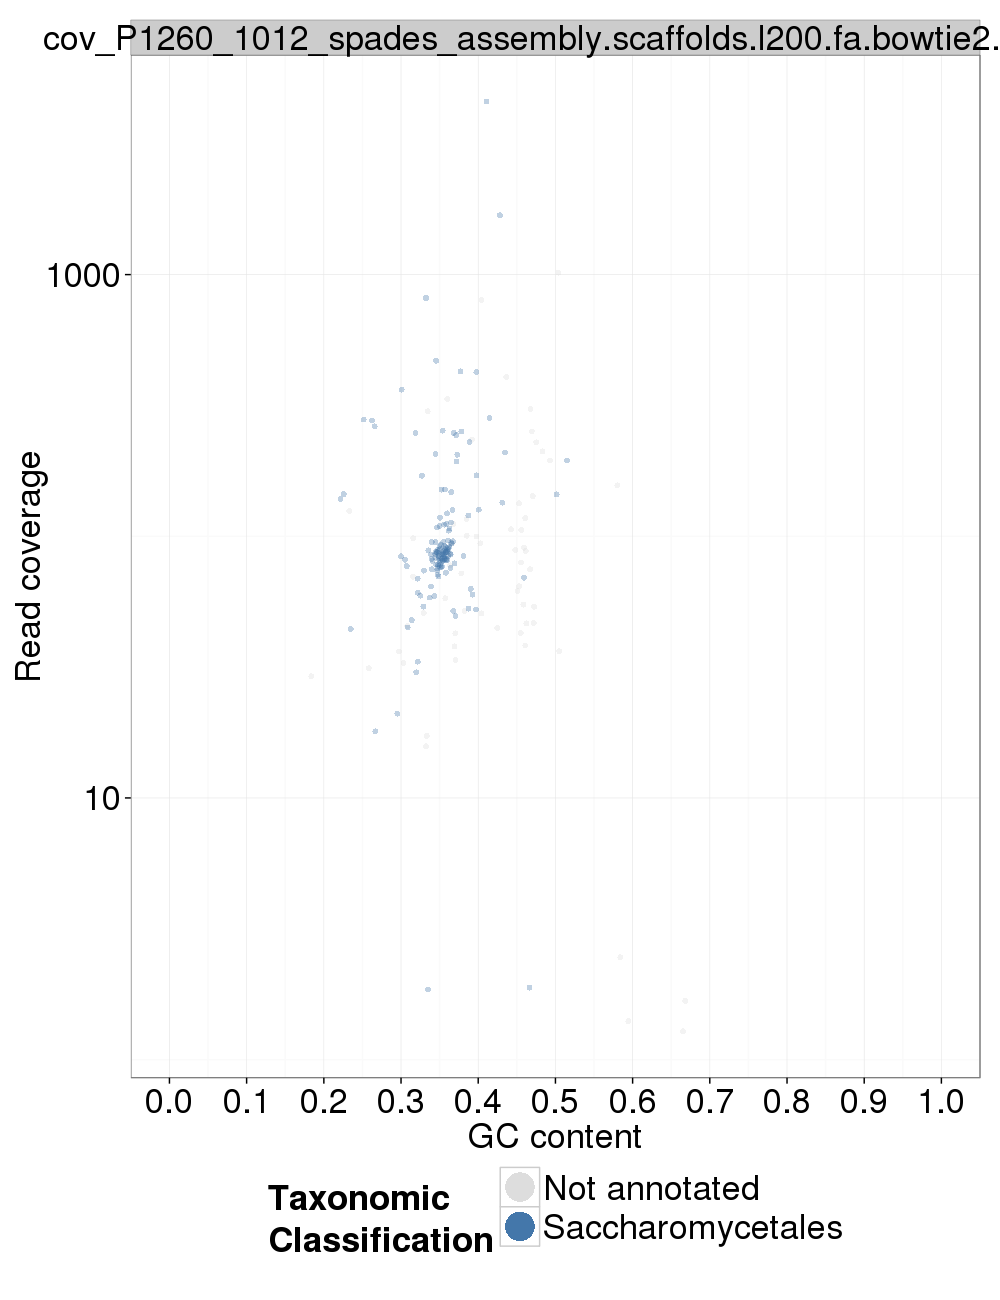 cov_P1260_1012_spades_assembly.scaffolds.l200.fa.bowtie2.
1000
10
Read coverage
0.0 0.1 0.2 0.3 0.4 0.5 0.6 0.7 0.8 0.9 1.0
GC content
Taxonomic
Classification
Not annotated
Saccharomycetales